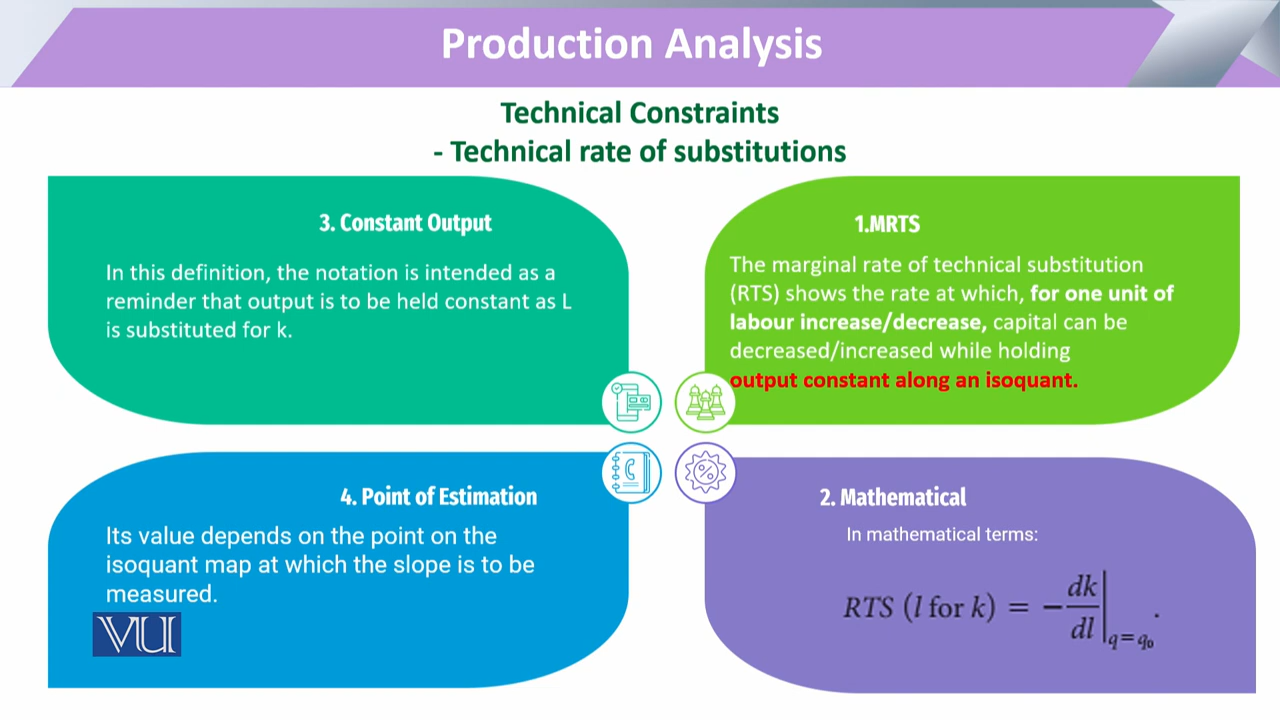 Production Analysis
Technical Constraints
- Technical rate of substitutions
3. Constant Output
In this definition, the notation is intended as a
reminder that output is to be held constant as L
is substituted for k.
1.MRTS
The marginal rate of technical substitution
(RTS) shows the rate at which, for one unit of
labour increase/decrease, capital can be
decreased/increased while holding
output constant along an isoquant.
4. Point of Estimation
Its value depends on the point on the
isoquant map at which the slope is to be
measured.
VU
2. Mathematical
In mathematical terms:
RTS (l for k) = −dk/dl|q=q₀.